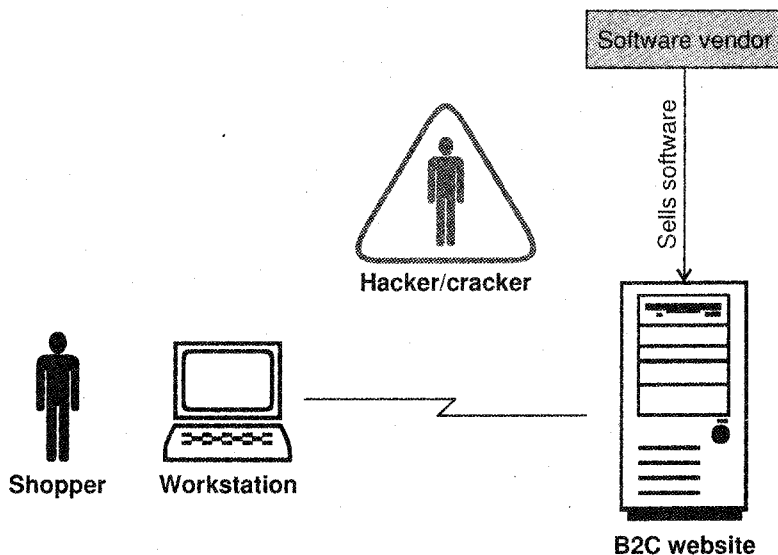 Software vendor
Sells software
Hacker/cracker
Shopper
Workstation
B2C website